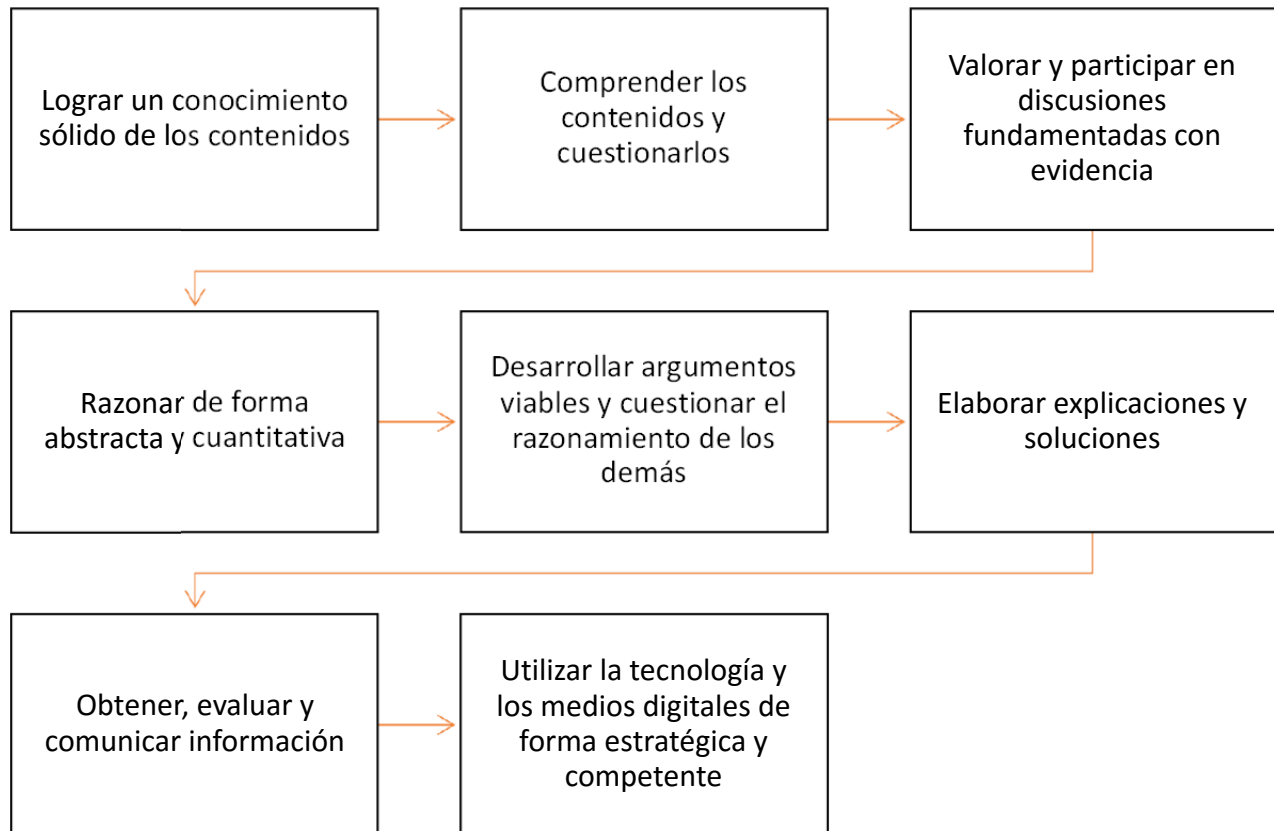 Lograr un conocimiento
sólido de los contenidos
Comprender los
contenidos y
cuestionarlos
Valorar y participar en
discusiones
fundamentadas con
evidencia
Razonar de forma
abstracta y cuantitativa
Desarrollar argumentos
viables y cuestionar el
razonamiento de los
demás
Elaborar explicaciones y
soluciones
Obtener, evaluar y
comunicar información
Utilizar la tecnología y
los medios digitales de
forma estratégica y
competente